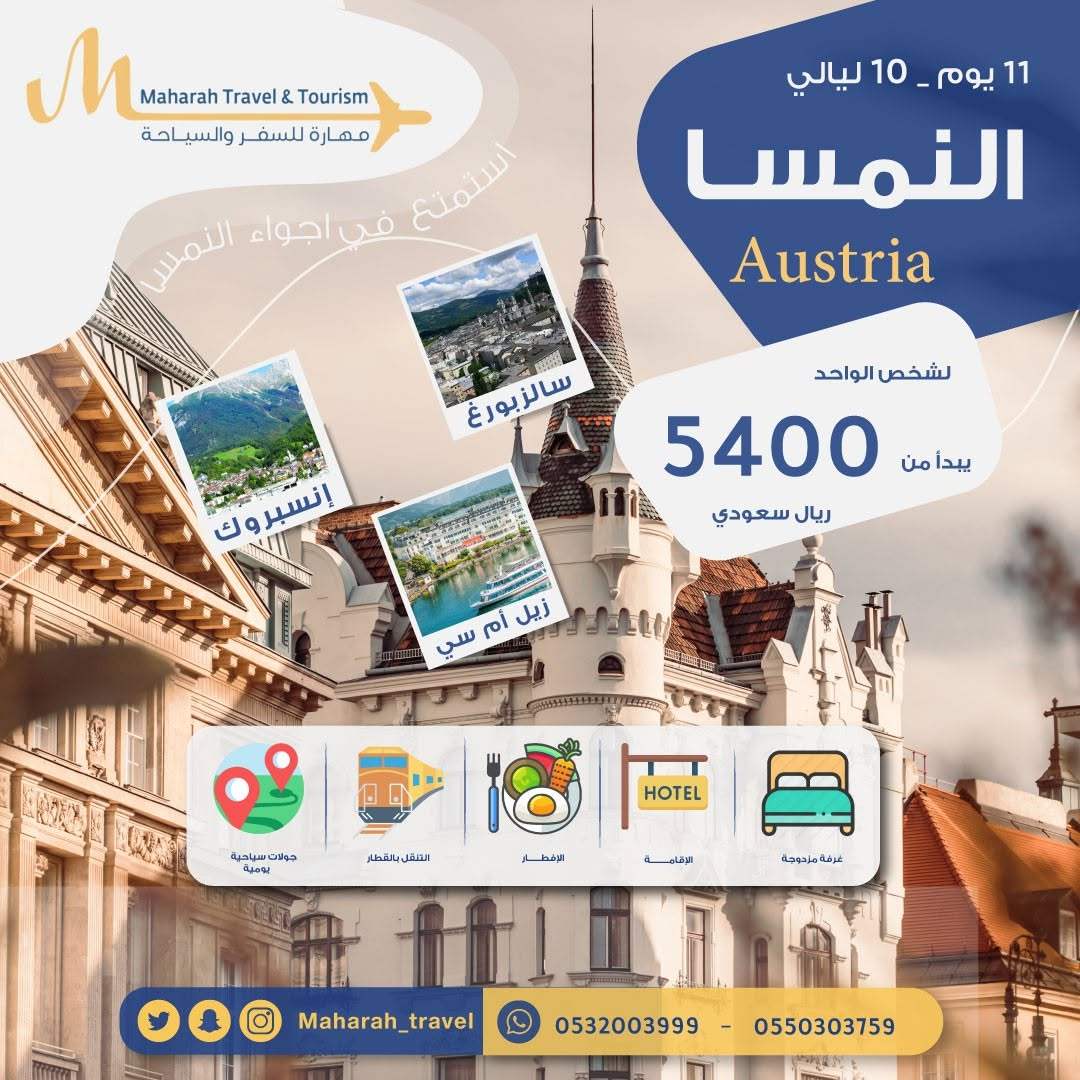 Maharah Travel & Tourism
مهارة للسفر والسياحة
11 يوم _ 10 ليالي
النمسا
Austria
استمتع في اجواء النمسا
لشخص الواحد
يبدأ من 5400
ريال سعودي
سالزبورغ
إنسبروك
زيل أم سي
HOTEL
غرفة مزدوجة
الإقامة
الإفطار
التنقل بالقطار
جولات سياحية
يومية
Maharah_travel
0532003999 - 0550303759